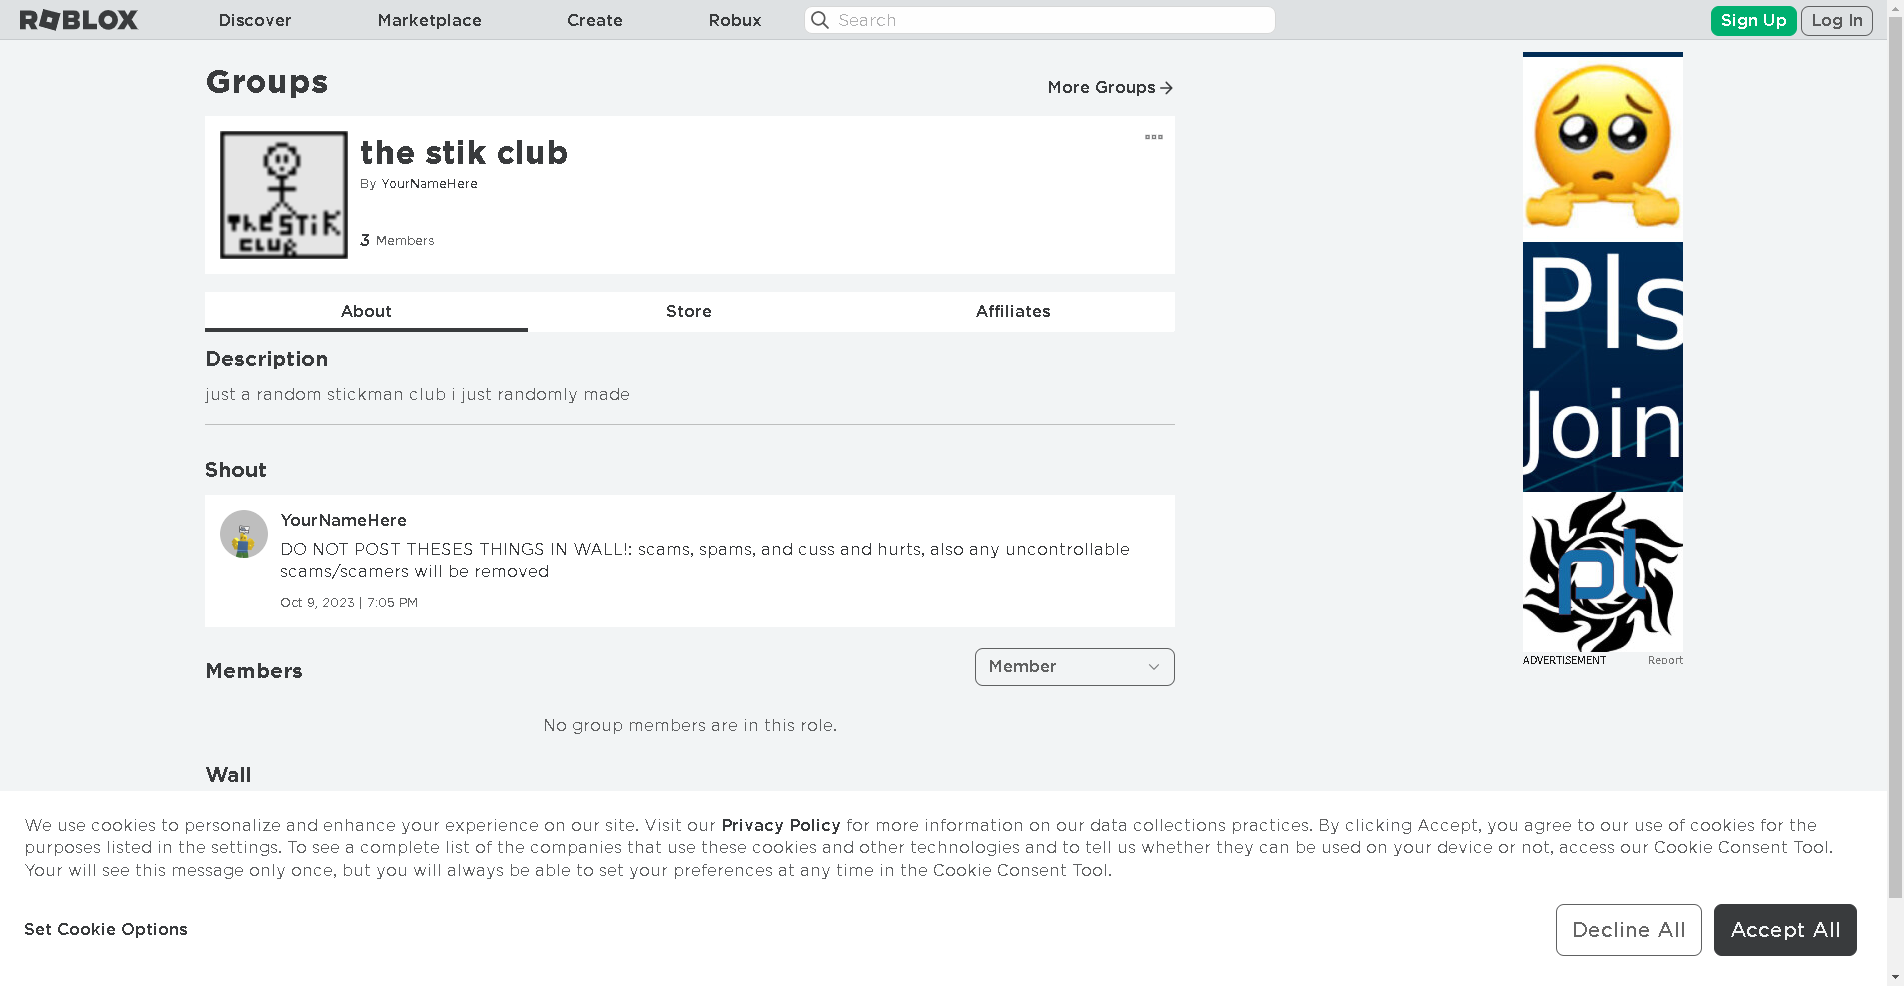 ROBLOX Discover Marketplace Create Robux Search Sign Up Log In
Groups
More Groups
the stik club
By YourNameHere
3 Members
THE STiK
CLUB
About Store Affiliates
Description
just a random stickman club i just randomly made
Shout
YourNameHere
DO NOT POST THESES THINGS IN WALL!: scams, spams, and cuss and hurts, also any uncontrollable
scams/scamers will be removed
Oct 9, 2023 | 7:05 PM
Members
Member
No group members are in this role.
Wall
Pls
Join
pl
ADVERTISEMENT Report
We use cookies to personalize and enhance your experience on our site. Visit our Privacy Policy for more information on our data collections practices. By clicking Accept, you agree to our use of cookies for the
purposes listed in the settings. To see a complete list of the companies that use these cookies and other technologies and to tell us whether they can be used on your device or not, access our Cookie Consent Tool.
Your will see this message only once, but you will always be able to set your preferences at any time in the Cookie Consent Tool.
Set Cookie Options
Decline All Accept All